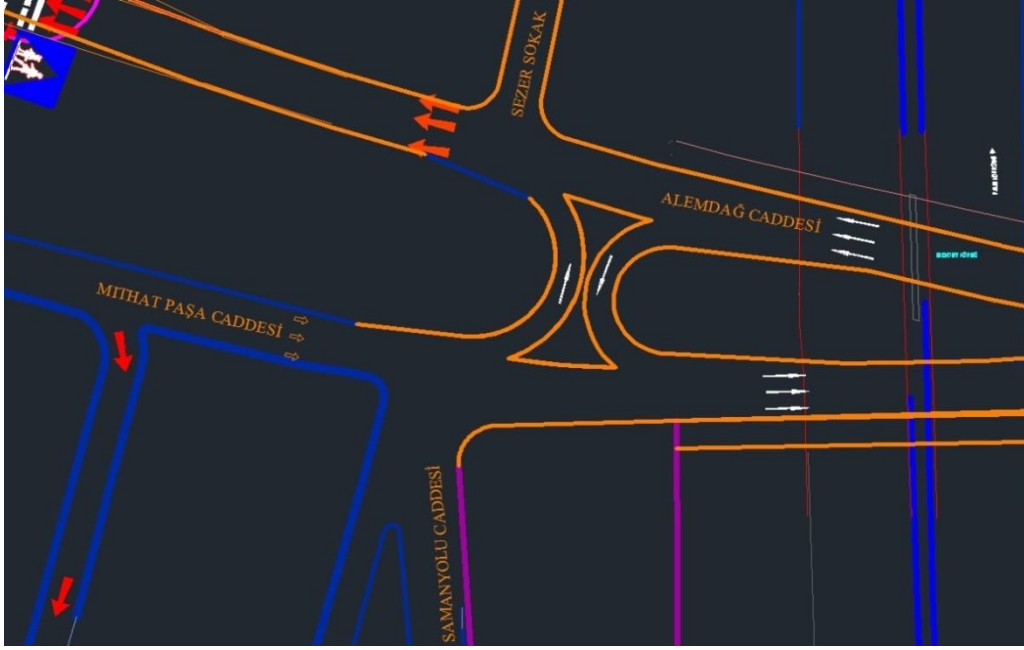 SEZER SOKAK
ALEMDAĞ CADDESİ
MITHAT PAŞA CADDESİ
SAMANYOLU CADDESİ